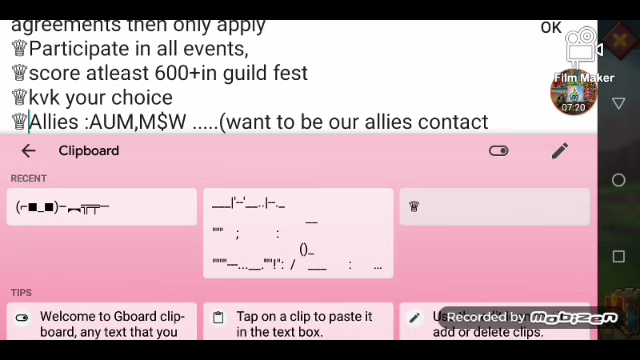 agreements then only apply
OK
♕Participate in all events,
♕score atleast 600+in guild fest
♕kvk your choice
♕Allies :AUM,M$W .....(want to be our allies contact
Film Maker
07:20
Clipboard
RECENT
(⌐■_■)–︻╦╤─
♕
TIPS
Welcome to Gboard clip-
board, any text that you
Tap on a clip to paste it
in the text box.
add or delete clips.
Recorded by Mobizen